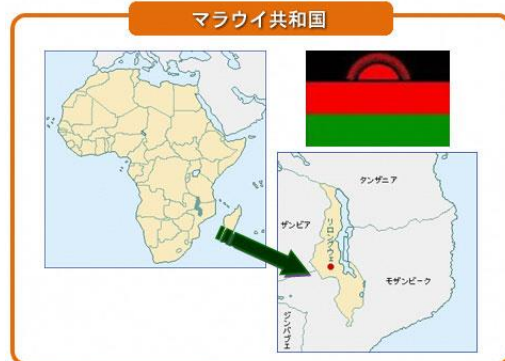 マラウイ共和国
タンザニア
ザンビア
リロングウェ
モザンビーク
ジンバブエ